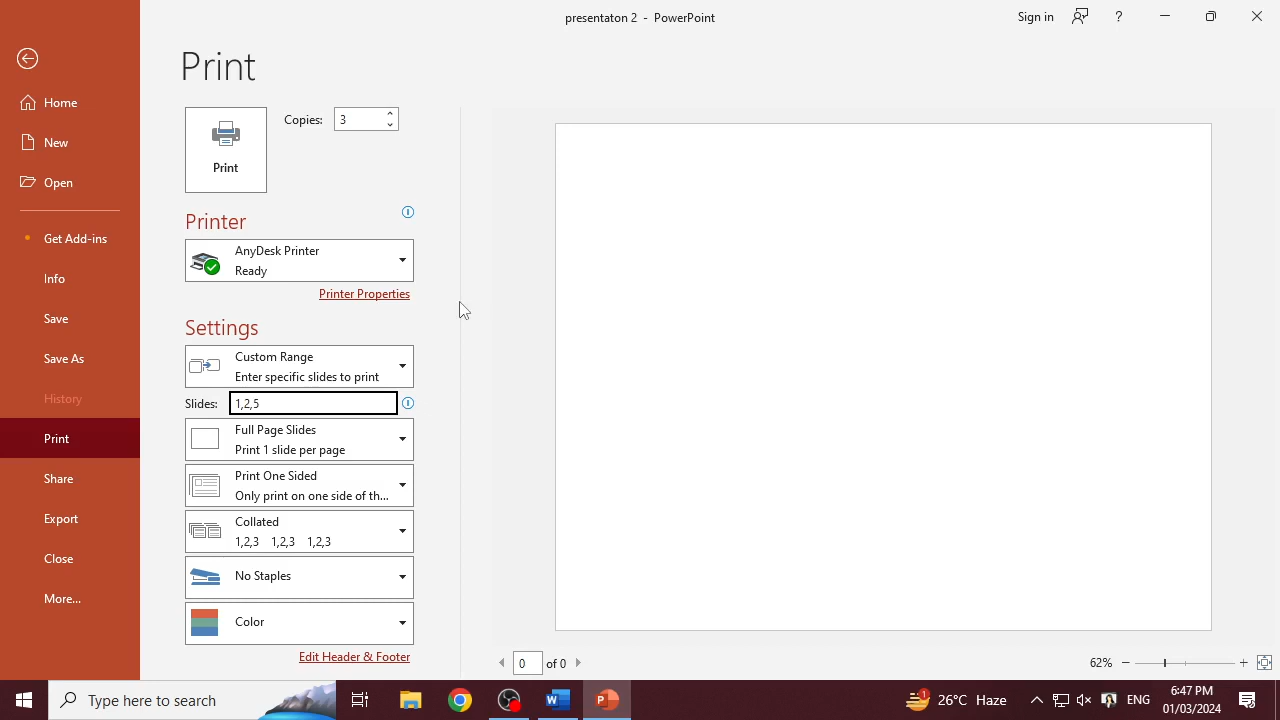 presentaton 2 - PowerPoint
Sign in
?
Print
Home
New
Open
Get Add-ins
Info
Save
Save As
History
Print
Share
Export
Close
More...
Print
Copies: 3
Printer
AnyDesk Printer
Ready
Printer Properties
Settings
Custom Range
Enter specific slides to print
Slides: 1,2,5
Full Page Slides
Print 1 slide per page
Print One Sided
Only print on one side of th...
Collated
1,2,3 1,2,3 1,2,3
No Staples
Color
Edit Header & Footer
0 of 0
62%
Type here to search
1
26°C Haze
ENG
6:47 PM
01/03/2024